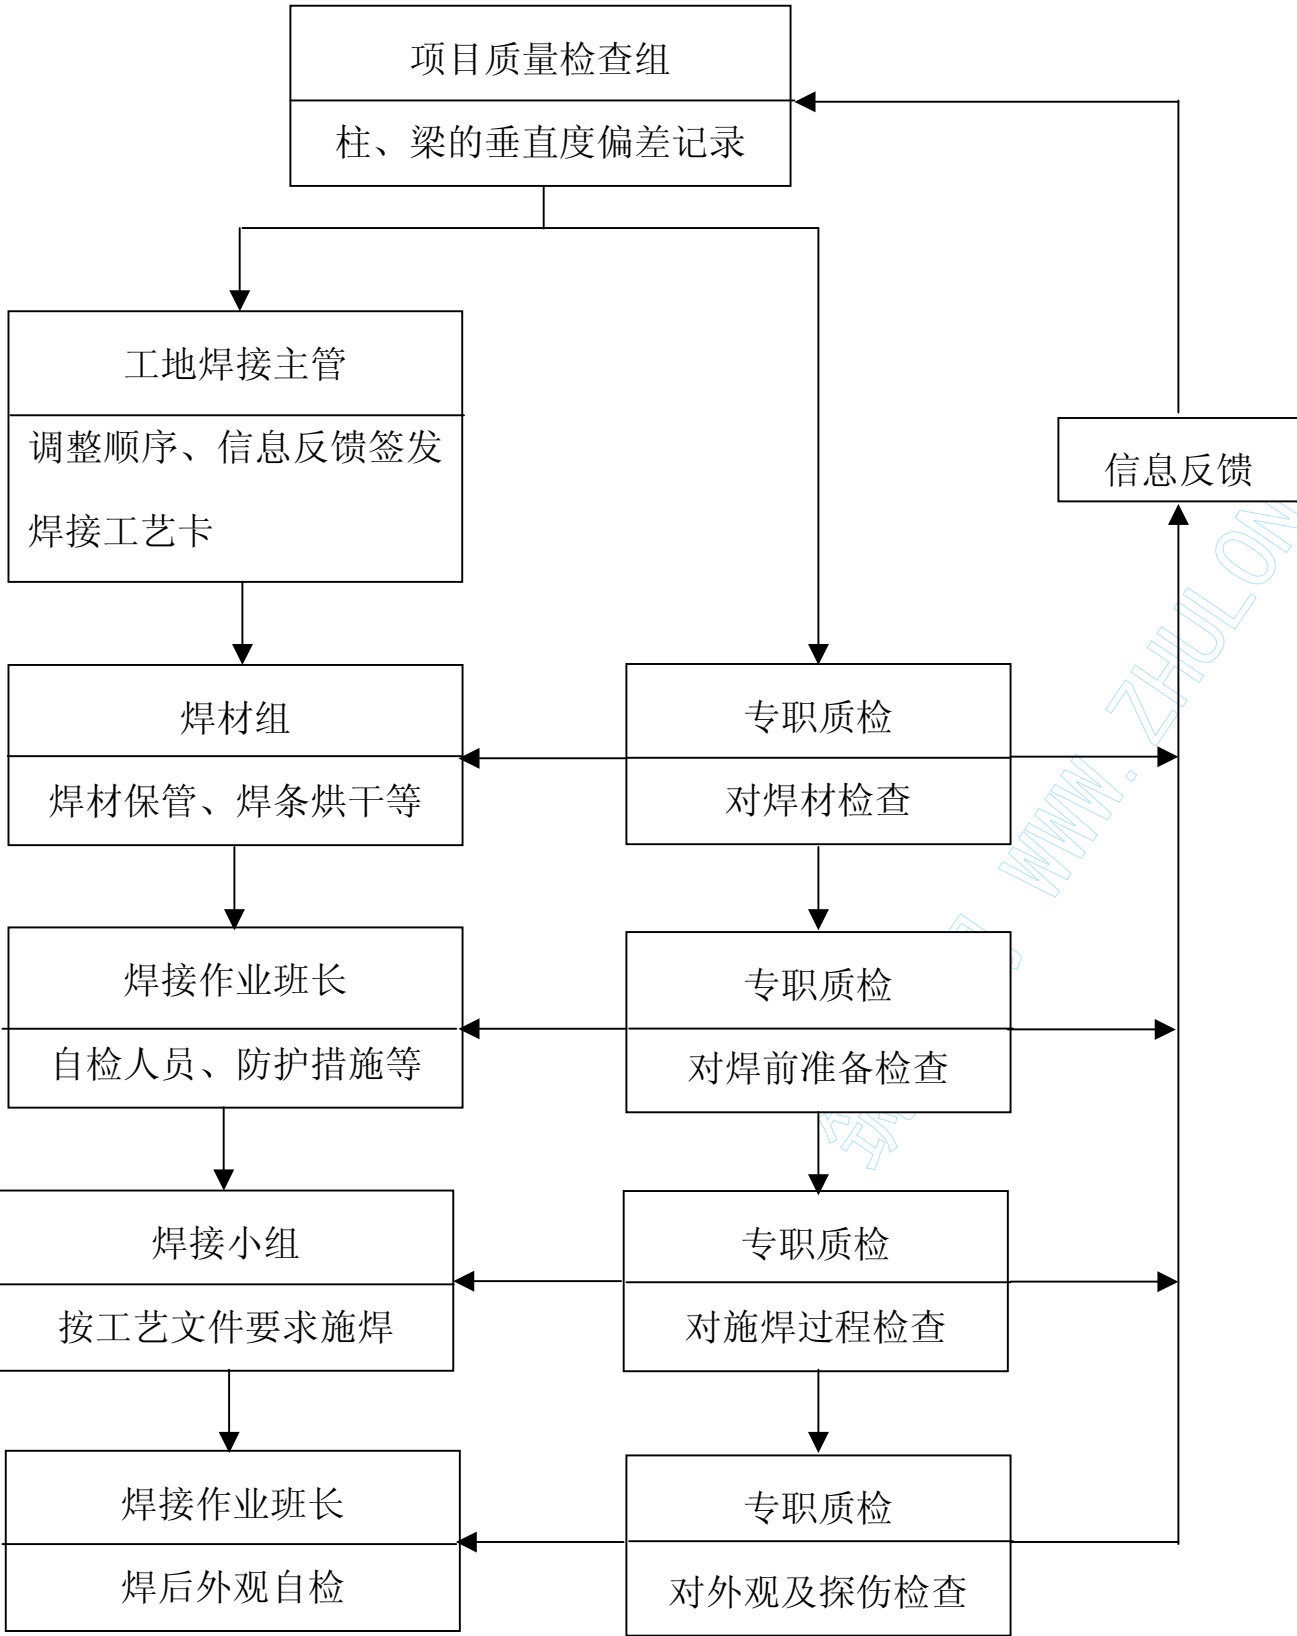 项目质量检查组
柱、梁的垂直度偏差记录
工地焊接主管
调整顺序、信息反馈签发
焊接工艺卡
信息反馈
焊材组
焊材保管、焊条烘干等
专职质检
对焊材检查
焊接作业班长
自检人员、防护措施等
专职质检
对焊前准备检查
焊接小组
按工艺文件要求施焊
专职质检
对施焊过程检查
焊接作业班长
焊后外观自检
专职质检
对外观及探伤检查
WWW.ZHULON